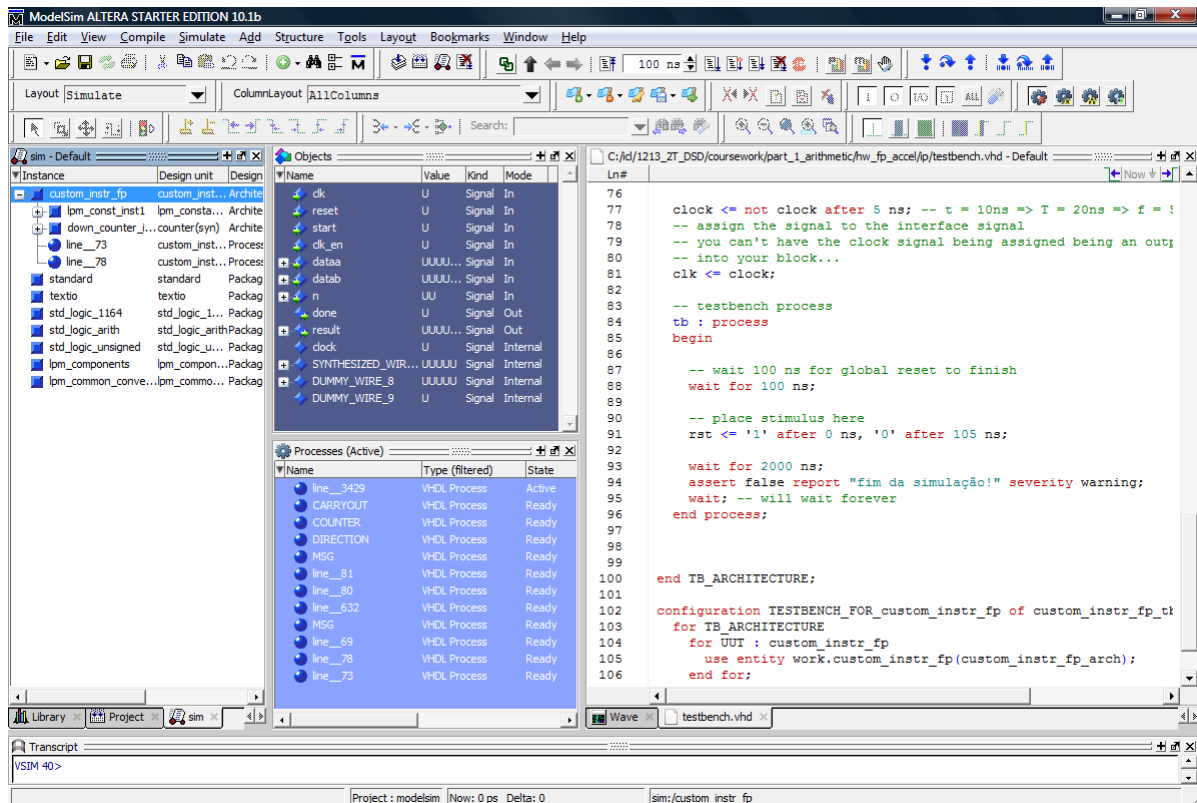 ModelSim ALTERA STARTER EDITION 10.1b
File Edit View Compile Simulate Add Structure Tools Layout Bookmarks Window Help
100 ns
Layout Simulate
ColumnLayout AllColumns
Search:
sim - Default
Instance Design unit Design
custom_instr_fp custom_inst... Archite
lpm_const_inst1 lpm_consta... Archite
down_counter_i... counter(syn) Archite
line__73 custom_inst... Process
line__78 custom_inst... Process
standard standard Packag
textio textio Packag
std_logic_1164 std_logic_1... Packag
std_logic_arith std_logic_arith Packag
std_logic_unsigned std_logic_u... Packag
lpm_components lpm_compon... Packag
lpm_common_conve... lpm_commo... Packag
Library Project sim
Objects
Name Value Kind Mode
clk U Signal In
reset U Signal In
start U Signal In
clk_en U Signal In
dataa UUUU... Signal In
datab UUUU... Signal In
n UU Signal In
done U Signal Out
result UUUU... Signal Out
clock U Signal Internal
SYNTHESIZED_WIR... UUUUU Signal Internal
DUMMY_WIRE_8 UUUUU Signal Internal
DUMMY_WIRE_9 U Signal Internal
Processes (Active)
Name Type (filtered) State
line__3429 VHDL Process Active
CARRYOUT VHDL Process Ready
COUNTER VHDL Process Ready
DIRECTION VHDL Process Ready
MSG VHDL Process Ready
line__81 VHDL Process Ready
line__80 VHDL Process Ready
line__632 VHDL Process Ready
MSG VHDL Process Ready
line__69 VHDL Process Ready
line__78 VHDL Process Ready
line__73 VHDL Process Ready
C:/id/1213_2T_DSD/coursework/part_1_arithmetic/hw_fp_accel/ip/testbench.vhd - Default
Ln# Now
76
77 clock <= not clock after 5 ns; -- t = 10ns => T = 20ns => f = 5
78 -- assign the signal to the interface signal
79 -- you can't have the clock signal being assigned being an outp
80 -- into your block...
81 clk <= clock;
82
83 -- testbench process
84 tb : process
85 begin
86
87 -- wait 100 ns for global reset to finish
88 wait for 100 ns;
89
90 -- place stimulus here
91 rst <= '1' after 0 ns, '0' after 105 ns;
92
93 wait for 2000 ns;
94 assert false report "fim da simulação!" severity warning;
95 wait; -- will wait forever
96 end process;
97
98
99
100 end TB_ARCHITECTURE;
101
102 configuration TESTBENCH_FOR_custom_instr_fp of custom_instr_fp_tb
103 for TB_ARCHITECTURE
104 for UUT : custom_instr_fp
105 use entity work.custom_instr_fp(custom_instr_fp_arch);
106 end for;
Wave testbench.vhd
Transcript
VSIM 40>
Project : modelsim Now: 0 ps Delta: 0 sim:/custom_instr_fp